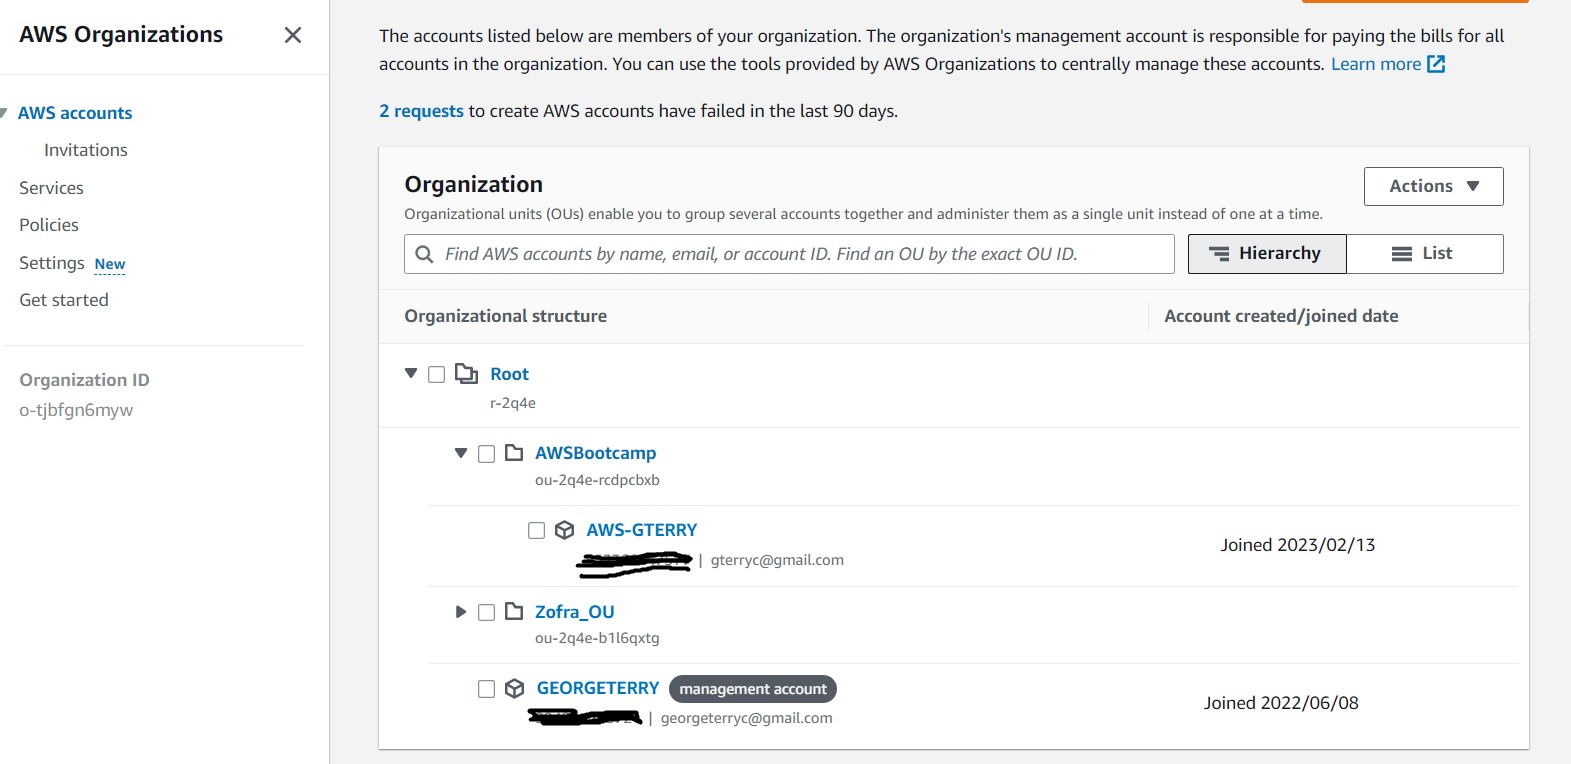 AWS Organizations
AWS accounts
Invitations
Services
Policies
Settings New
Get started
Organization ID
o-tjbfgn6myw
The accounts listed below are members of your organization. The organization's management account is responsible for paying the bills for all
accounts in the organization. You can use the tools provided by AWS Organizations to centrally manage these accounts. Learn more
2 requests to create AWS accounts have failed in the last 90 days.
Organization
Actions
Organizational units (OUs) enable you to group several accounts together and administer them as a single unit instead of one at a time.
Find AWS accounts by name, email, or account ID. Find an OU by the exact OU ID.
Hierarchy
List
Organizational structure
Account created/joined date
Root
r-2q4e
AWSBootcamp
ou-2q4e-rcdpcbxb
AWS-GTERRY
| gterryc@gmail.com
Joined 2023/02/13
Zofra_OU
ou-2q4e-b1l6qxtg
GEORGETERRY management account
| georgeterryc@gmail.com
Joined 2022/06/08